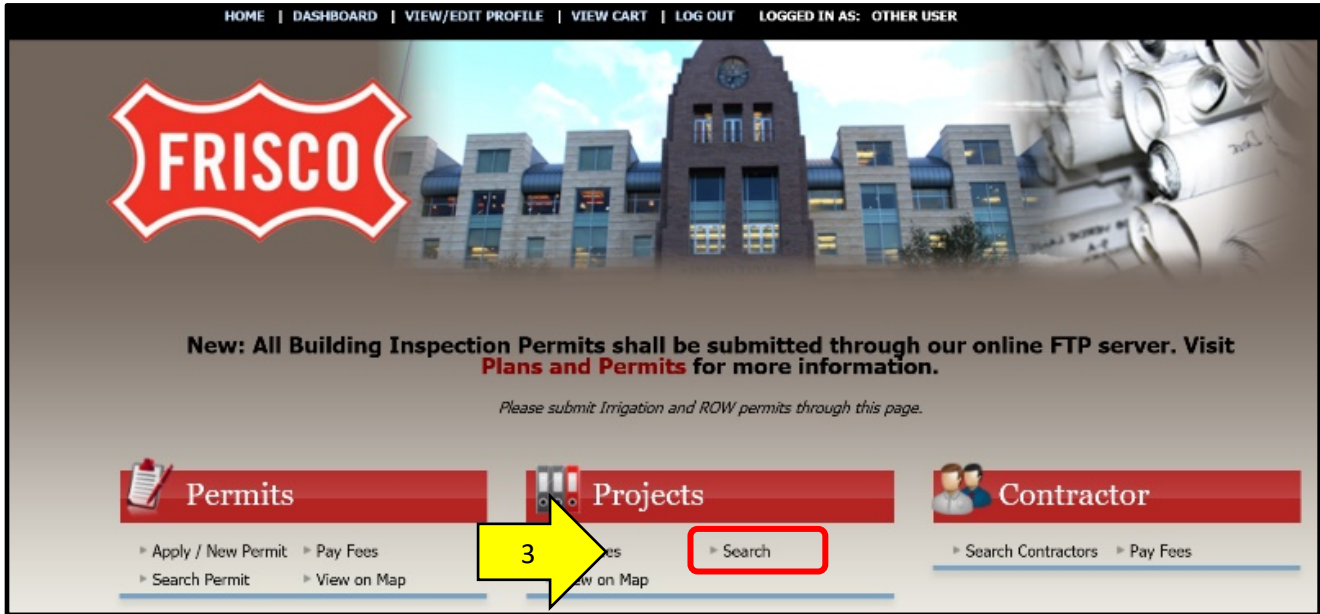 HOME | DASHBOARD | VIEW/EDIT PROFILE | VIEW CART | LOG OUT LOGGED IN AS: OTHER USER
FRISCO
New: All Building Inspection Permits shall be submitted through our online FTP server. Visit
Plans and Permits for more information.
Please submit Irrigation and ROW permits through this page.
Permits
Apply / New Permit Pay Fees
Search Permit View on Map
Projects
3
Search
on Map
Contractor
Search Contractors Pay Fees